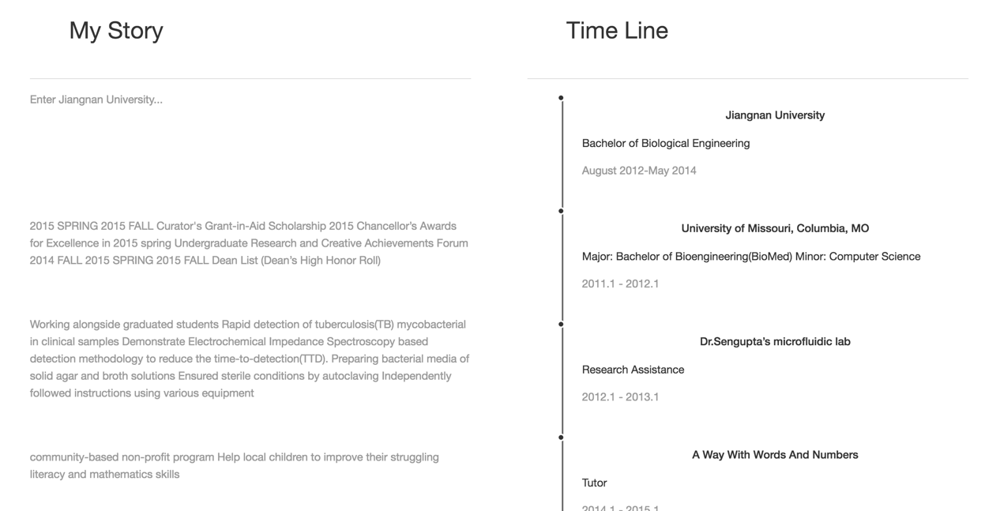 My Story
Enter Jiangnan University...
2015 SPRING 2015 FALL Curator's Grant-in-Aid Scholarship 2015 Chancellor’s Awards
for Excellence in 2015 spring Undergraduate Research and Creative Achievements Forum
2014 FALL 2015 SPRING 2015 FALL Dean List (Dean’s High Honor Roll)
Working alongside graduated students Rapid detection of tuberculosis(TB) mycobacterial
in clinical samples Demonstrate Electrochemical Impedance Spectroscopy based
detection methodology to reduce the time-to-detection(TTD). Preparing bacterial media of
solid agar and broth solutions Ensured sterile conditions by autoclaving Independently
followed instructions using various equipment
community-based non-profit program Help local children to improve their struggling
literacy and mathematics skills
Time Line
Jiangnan University
Bachelor of Biological Engineering
August 2012-May 2014
University of Missouri, Columbia, MO
Major: Bachelor of Bioengineering(BioMed) Minor: Computer Science
2011.1 - 2012.1
Dr.Sengupta’s microfluidic lab
Research Assistance
2012.1 - 2013.1
A Way With Words And Numbers
Tutor
2014.1 - 2015.1